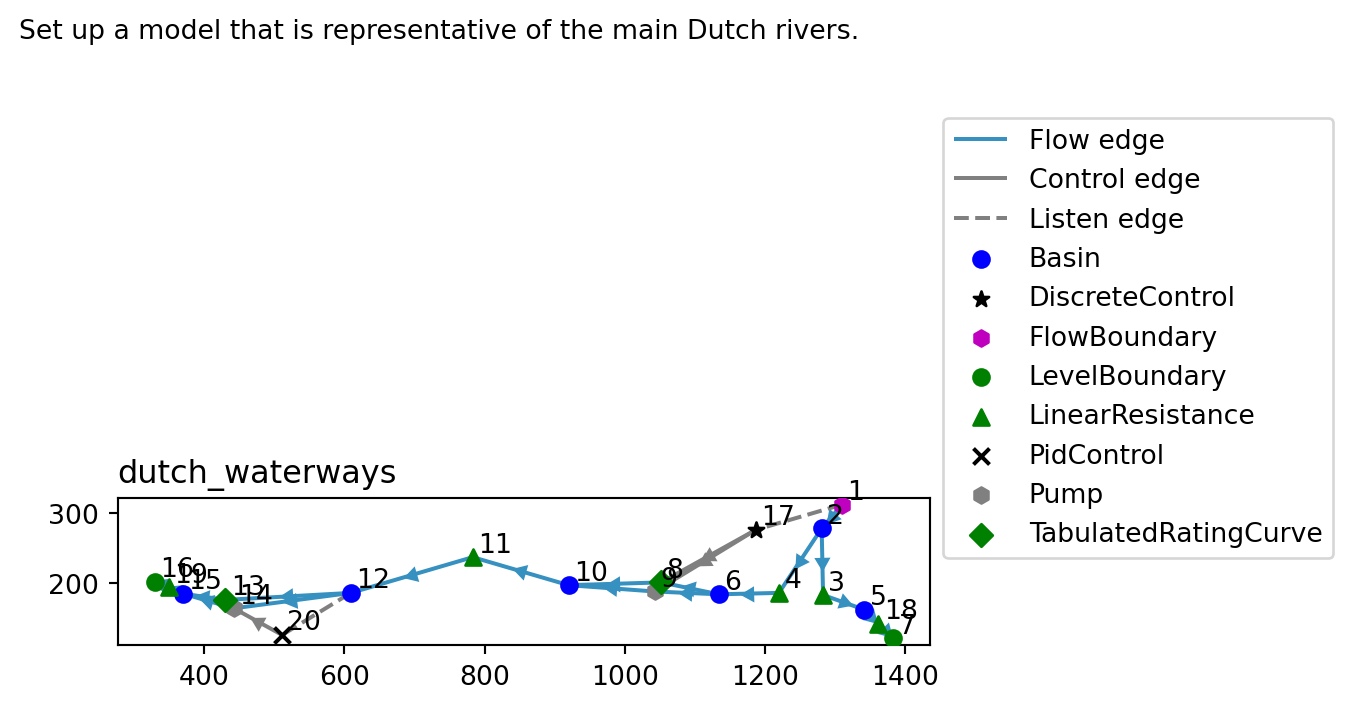 Set up a model that is representative of the main Dutch rivers.
Flow edge
Control edge
Listen edge
Basin
DiscreteControl
FlowBoundary
LevelBoundary
LinearResistance
PidControl
Pump
TabulatedRatingCurve
dutch_waterways
300
200
1
2
17
11
16
19
15
13
14
12
10
8
9
6
4
3
5
18
7
20
400
600
800
1000
1200
1400